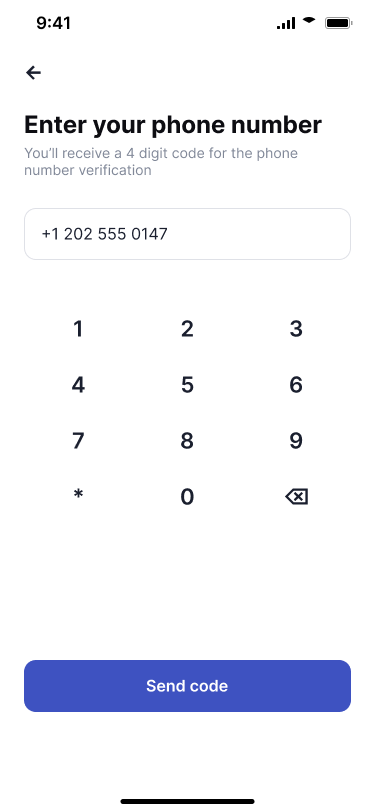 9:41
Enter your phone number
You’ll receive a 4 digit code for the phone
number verification
+1 202 555 0147
1 2 3
4 5 6
7 8 9
* 0
Send code